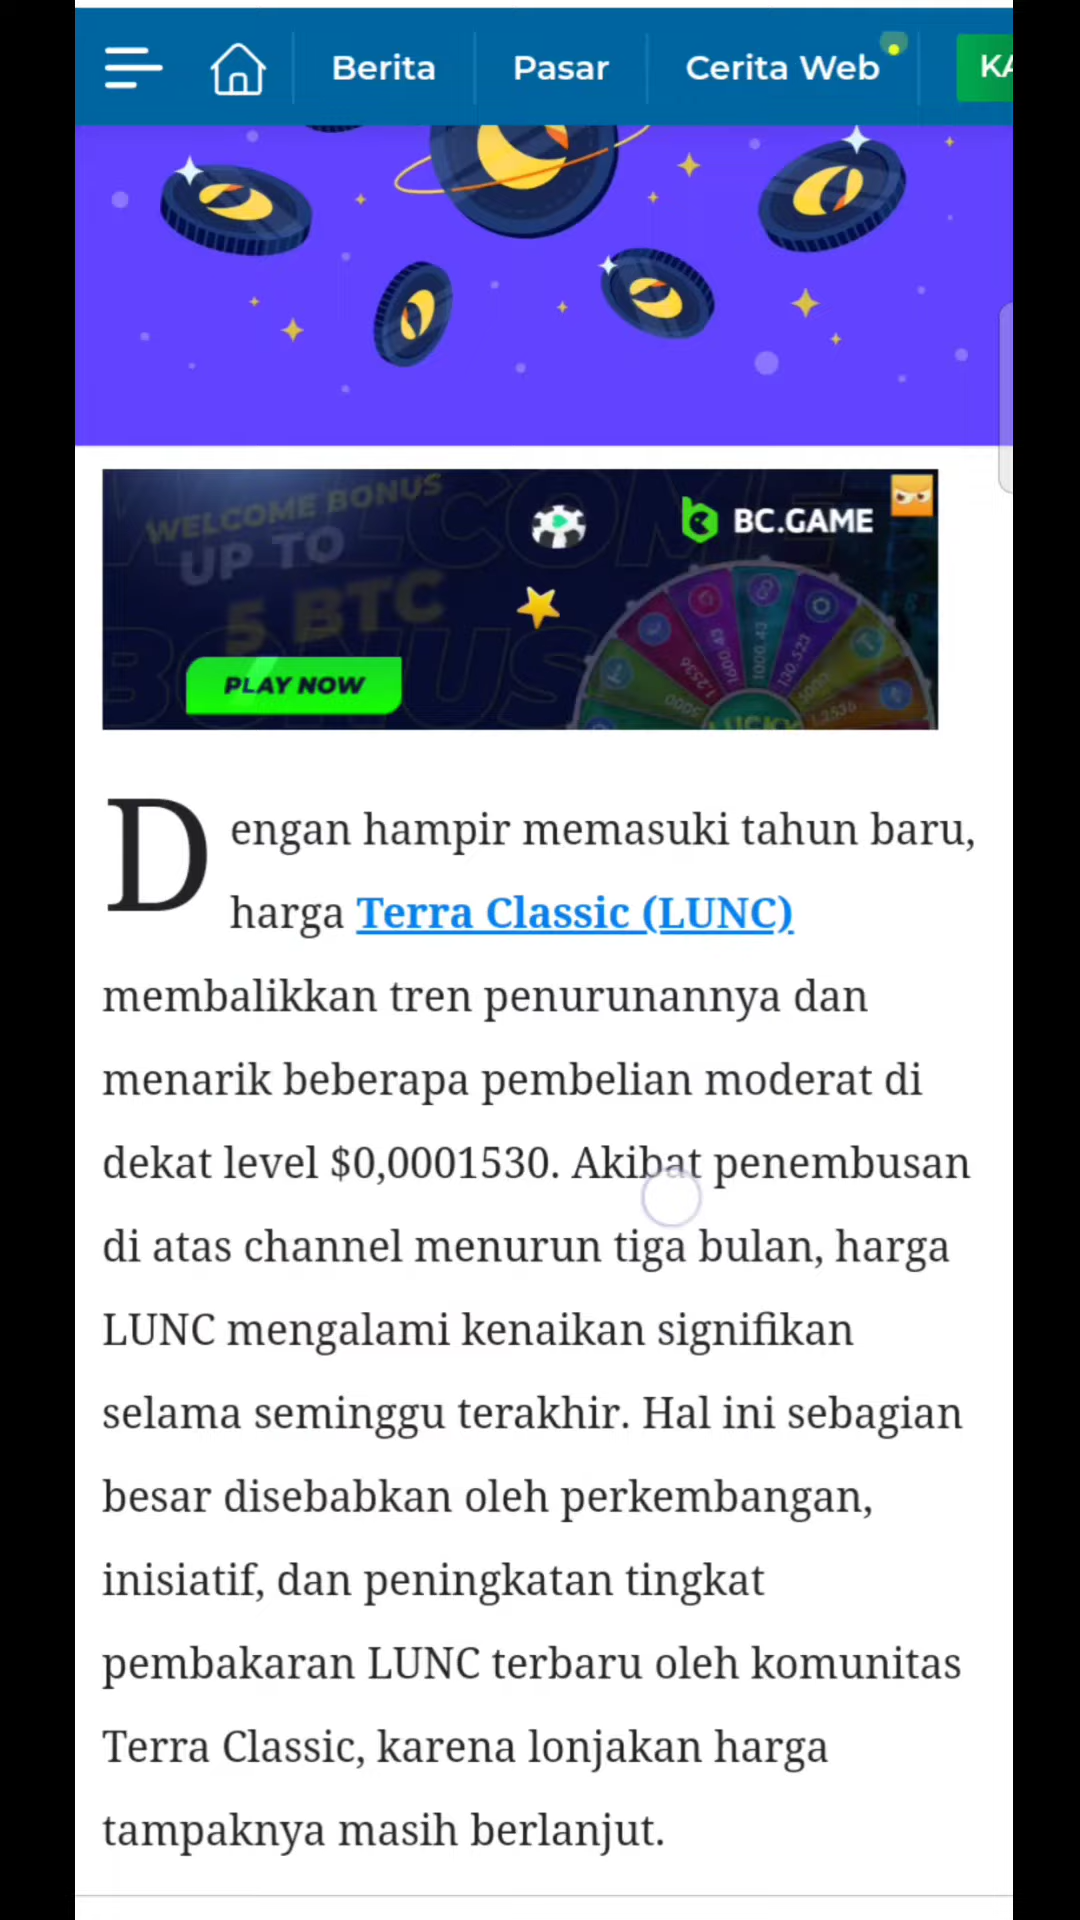 Berita Pasar Cerita Web KA
WELCOME BONUS
UP TO
5 BTC
PLAY NOW
BC.GAME
Dengan hampir memasuki tahun baru,
harga Terra Classic (LUNC)
membalikkan tren penurunannya dan
menarik beberapa pembelian moderat di
dekat level $0,0001530. Akibat penembusan
di atas channel menurun tiga bulan, harga
LUNC mengalami kenaikan signifikan
selama seminggu terakhir. Hal ini sebagian
besar disebabkan oleh perkembangan,
inisiatif, dan peningkatan tingkat
pembakaran LUNC terbaru oleh komunitas
Terra Classic, karena lonjakan harga
tampaknya masih berlanjut.